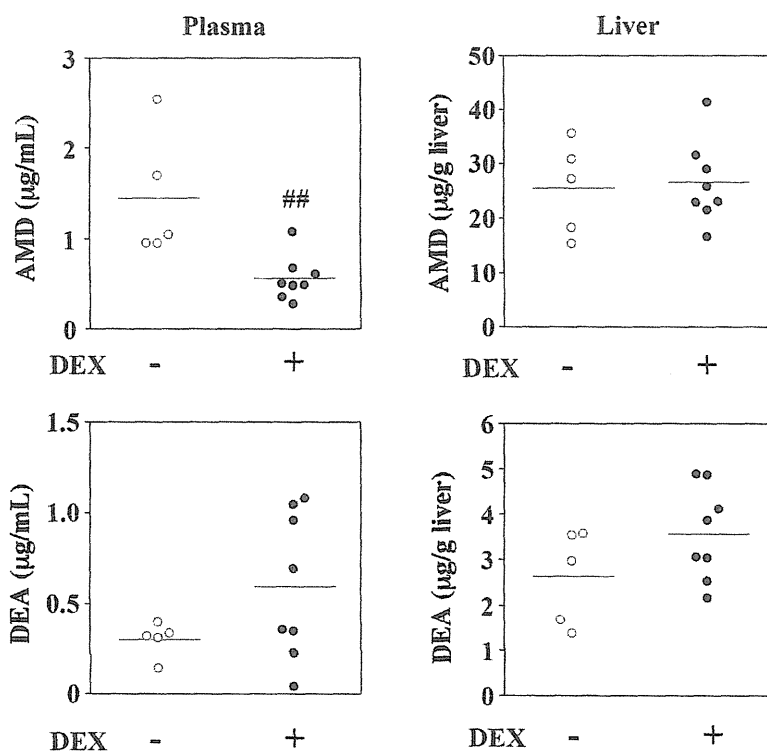 Plasma
AMD (µg/mL)
3
2
1
0
##
DEX - +
Liver
AMD (µg/g liver)
50
40
30
20
10
0
DEX - +
DEA (µg/mL)
1.5
1.0
0.5
0
DEX - +
DEA (µg/g liver)
6
5
4
3
2
1
0
DEX - +